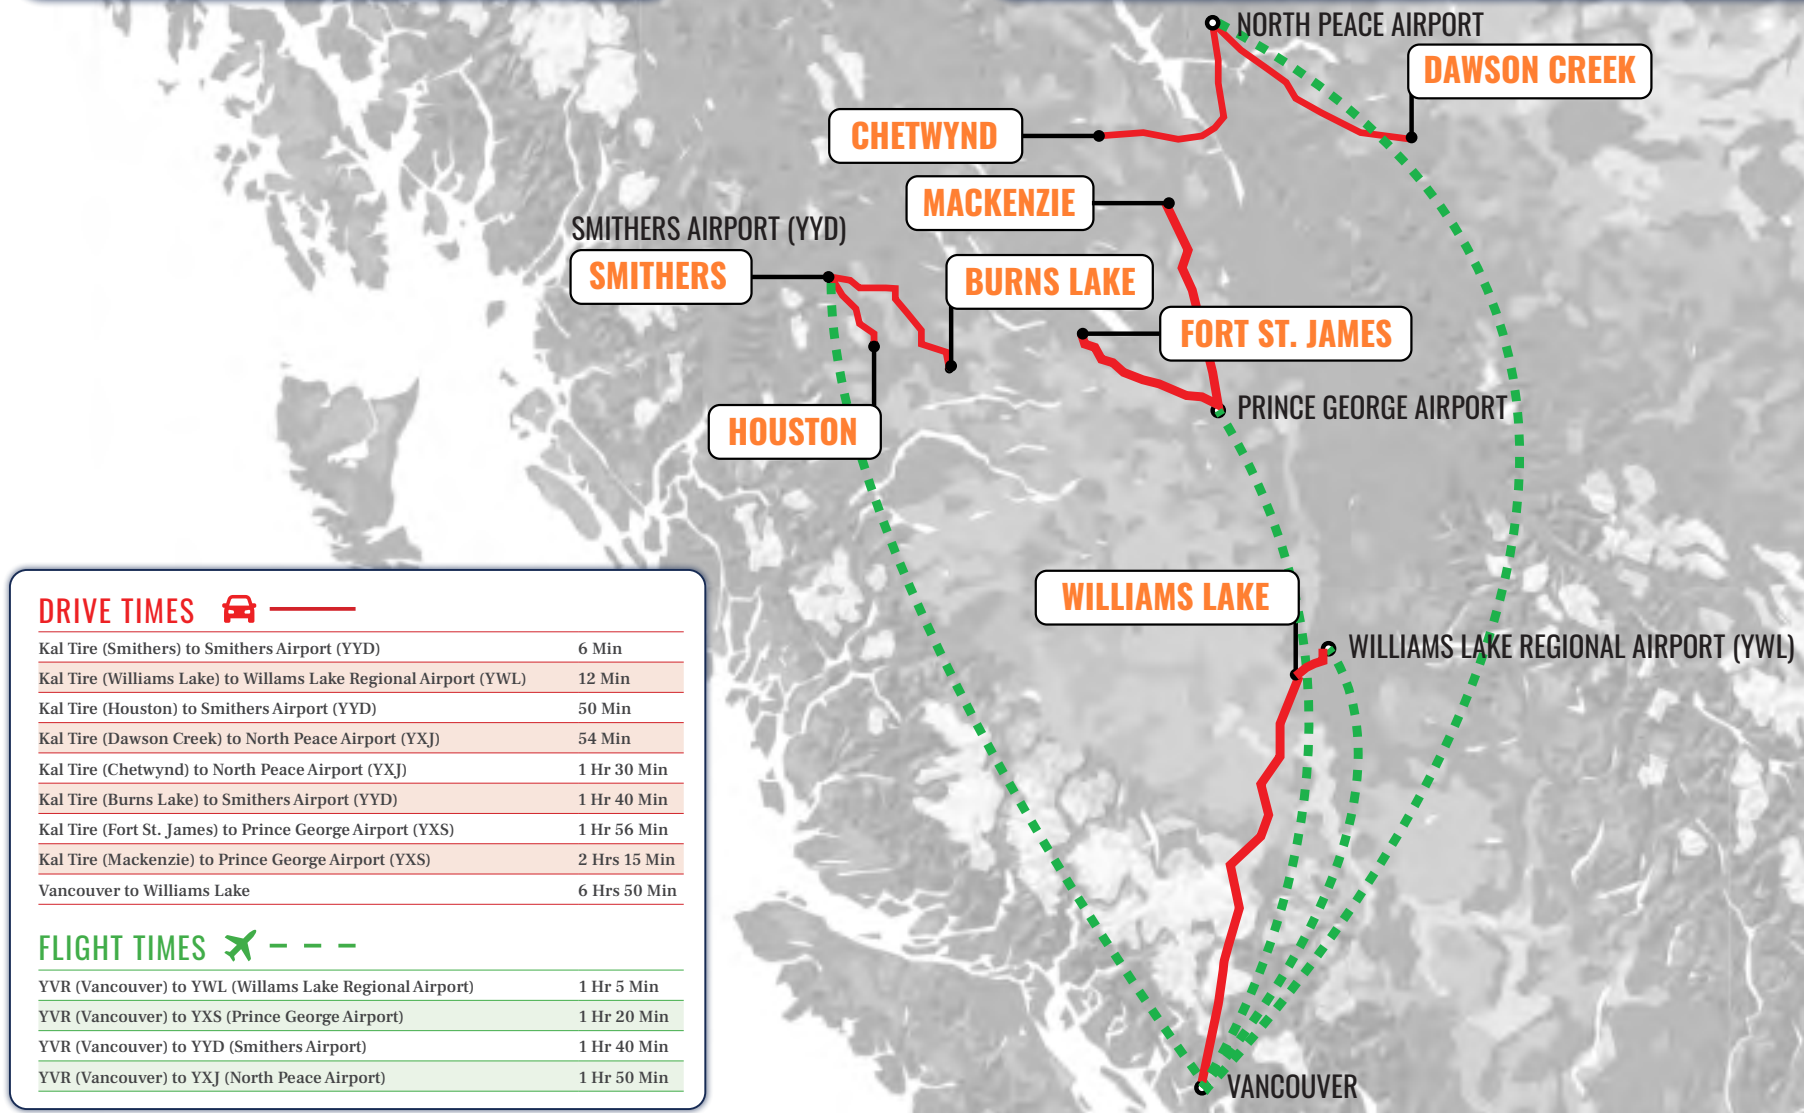 NORTH PEACE AIRPORT
DAWSON CREEK
CHETWYND
MACKENZIE
SMITHERS AIRPORT (YYD)
SMITHERS
BURNS LAKE
FORT ST. JAMES
PRINCE GEORGE AIRPORT
HOUSTON
WILLIAMS LAKE
WILLIAMS LAKE REGIONAL AIRPORT (YWL)
VANCOUVER
DRIVE TIMES
Kal Tire (Smithers) to Smithers Airport (YYD) 6 Min
Kal Tire (Williams Lake) to Willams Lake Regional Airport (YWL) 12 Min
Kal Tire (Houston) to Smithers Airport (YYD) 50 Min
Kal Tire (Dawson Creek) to North Peace Airport (YXJ) 54 Min
Kal Tire (Chetwynd) to North Peace Airport (YXJ) 1 Hr 30 Min
Kal Tire (Burns Lake) to Smithers Airport (YYD) 1 Hr 40 Min
Kal Tire (Fort St. James) to Prince George Airport (YXS) 1 Hr 56 Min
Kal Tire (Mackenzie) to Prince George Airport (YXS) 2 Hrs 15 Min
Vancouver to Williams Lake 6 Hrs 50 Min
FLIGHT TIMES
YVR (Vancouver) to YWL (Willams Lake Regional Airport) 1 Hr 5 Min
YVR (Vancouver) to YXS (Prince George Airport) 1 Hr 20 Min
YVR (Vancouver) to YYD (Smithers Airport) 1 Hr 40 Min
YVR (Vancouver) to YXJ (North Peace Airport) 1 Hr 50 Min